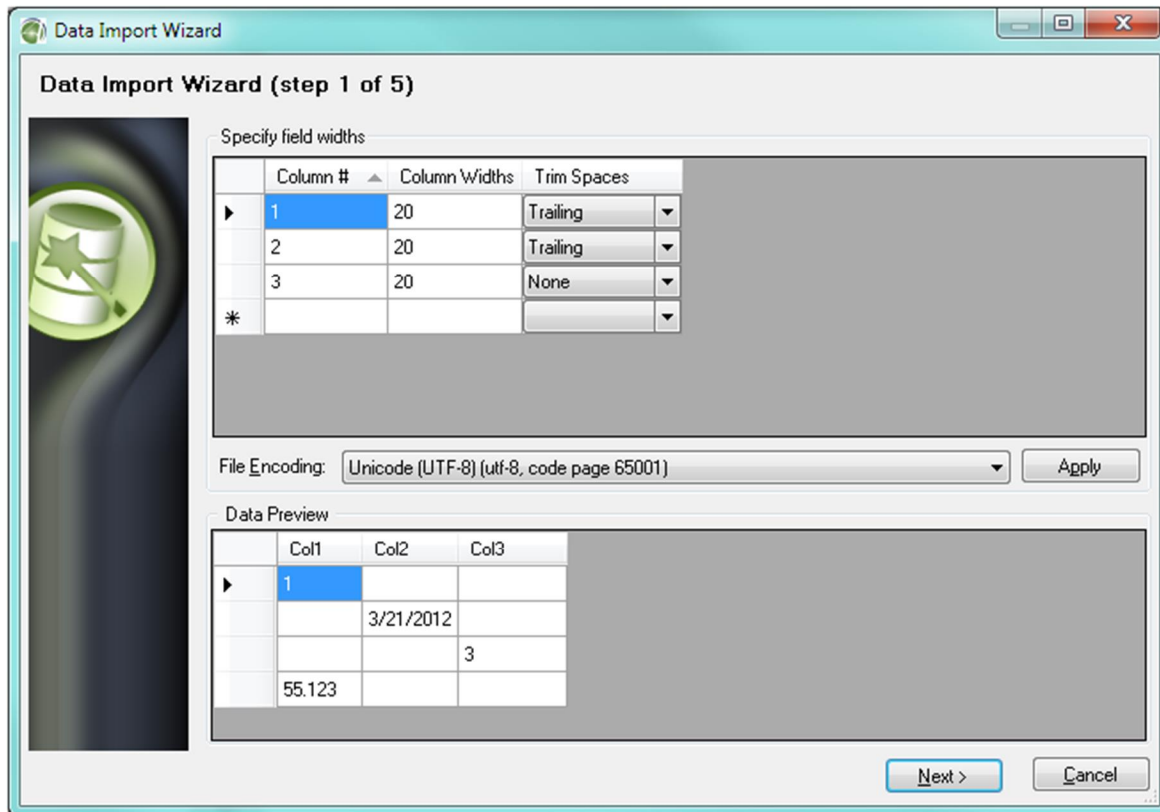 Data Import Wizard
Data Import Wizard (step 1 of 5)
Specify field widths
Column # Column Widths Trim Spaces
1 20 Trailing
2 20 Trailing
3 20 None
*
File Encoding: Unicode (UTF-8) (utf-8, code page 65001) Apply
Data Preview
Col1 Col2 Col3
1
3/21/2012
3
55.123
Next > Cancel